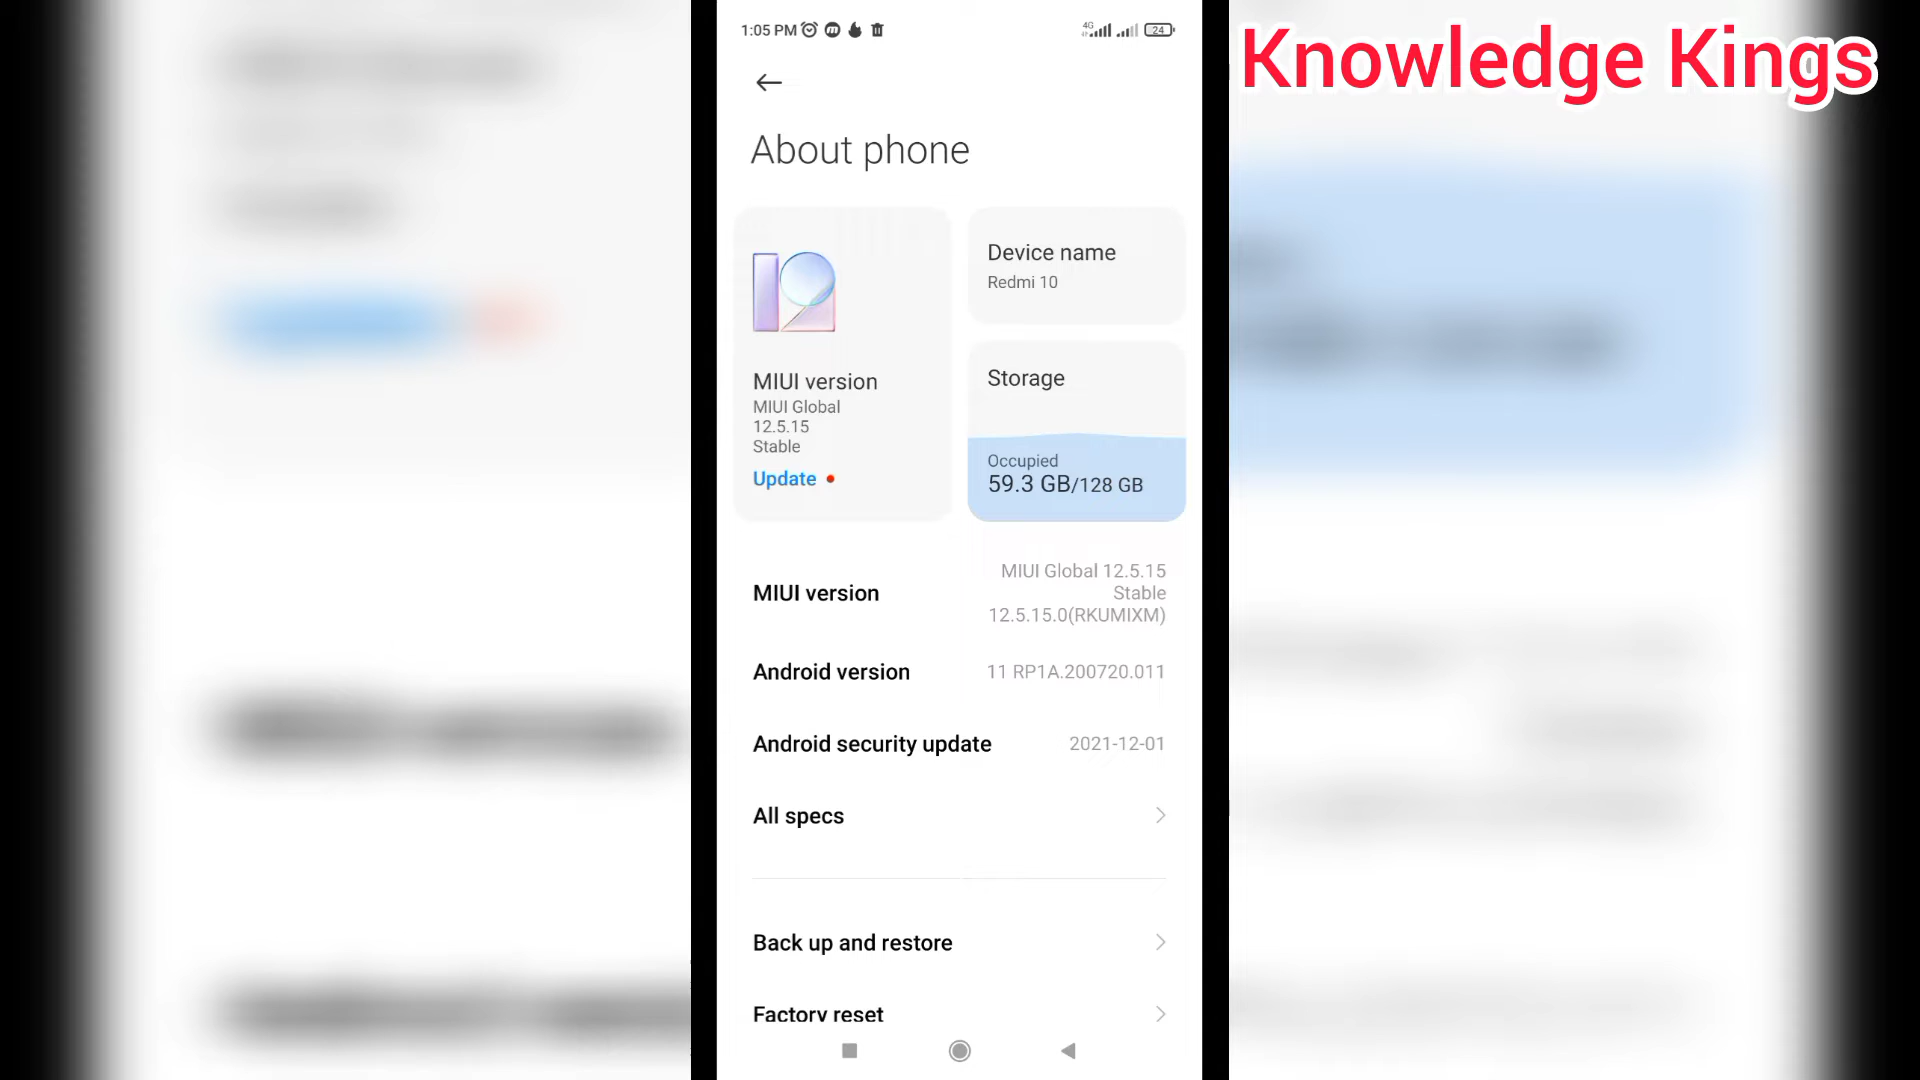 1:05 PM
4G
24
Knowledge Kings
About phone
MIUI version
MIUI Global
12.5.15
Stable
Update
Device name
Redmi 10
Storage
Occupied
59.3 GB/128 GB
MIUI version
MIUI Global 12.5.15
Stable
12.5.15.0(RKUMIXM)
Android version
11 RP1A.200720.011
Android security update
2021-12-01
All specs
Back up and restore
Factory reset